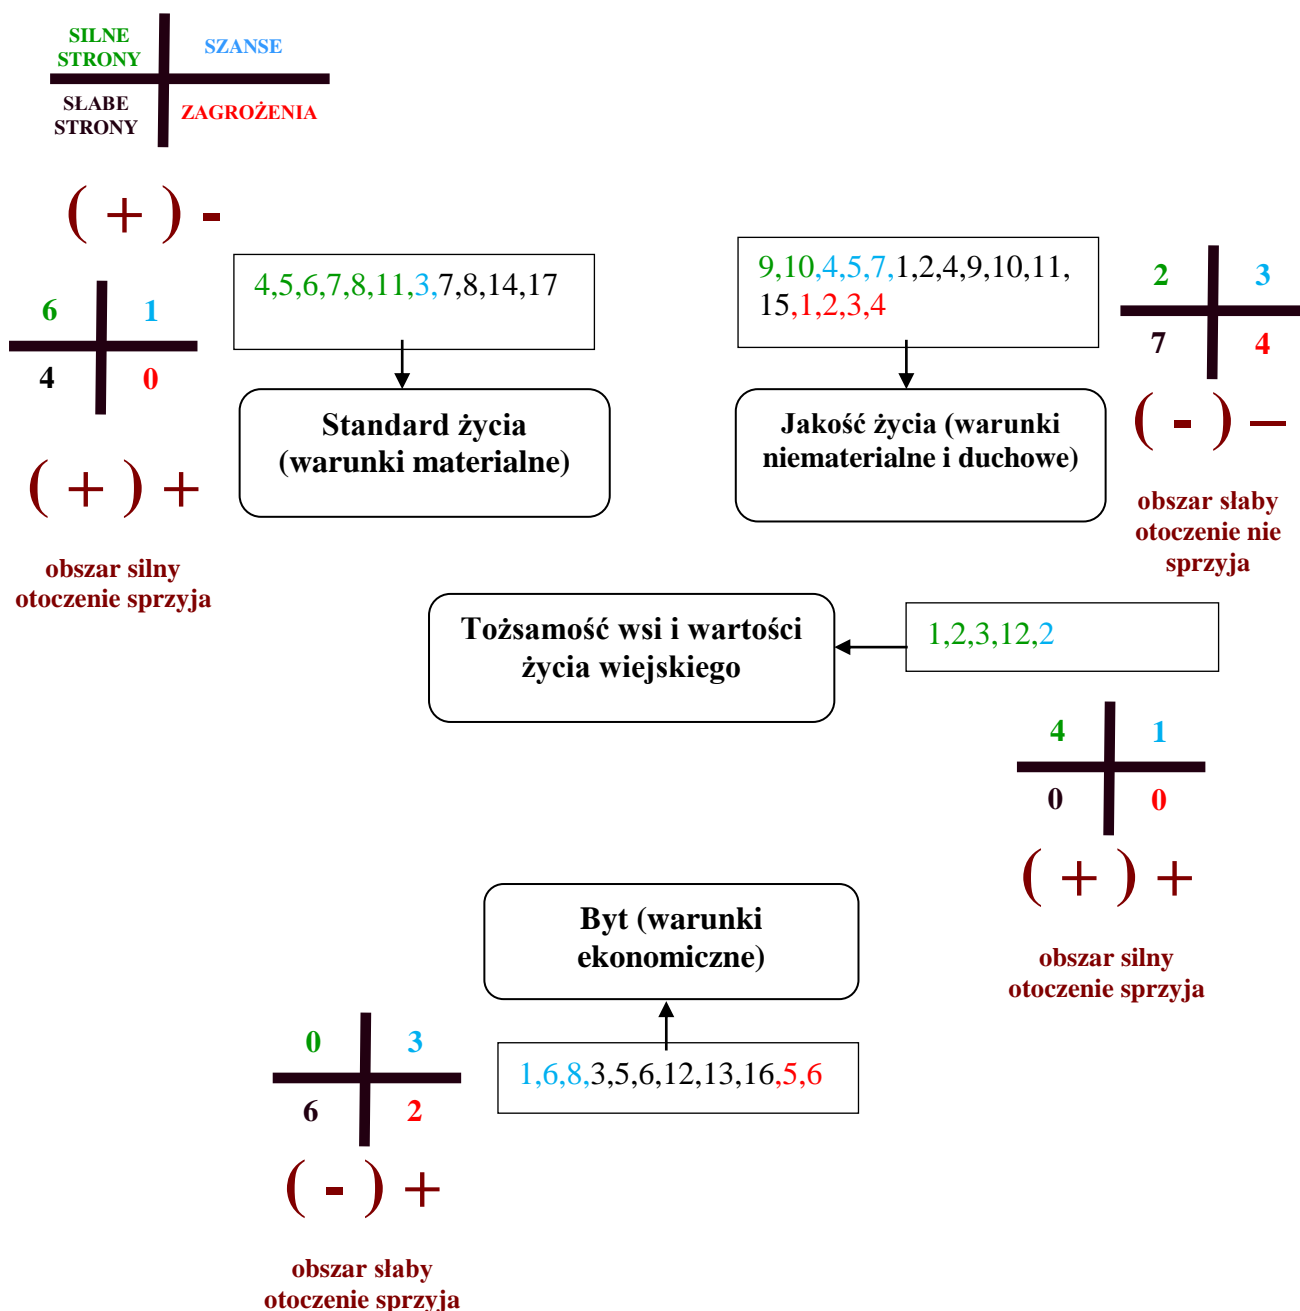 SILNE
STRONY
SZANSE
SŁABE
STRONY
ZAGROŻENIA
( + ) -
4,5,6,7,8,11,3,7,8,14,17
6
1
4
0
( + ) +
obszar silny
otoczenie sprzyja
Standard życia
(warunki materialne)
9,10,4,5,7,1,2,4,9,10,11,
15,1,2,3,4
2
3
7
4
( - ) –
obszar słaby
otoczenie nie
sprzyja
Jakość życia (warunki
niematerialne i duchowe)
Tożsamość wsi i wartości
życia wiejskiego
1,2,3,12,2
4
1
0
0
( + ) +
obszar silny
otoczenie sprzyja
Byt (warunki
ekonomiczne)
1,6,8,3,5,6,12,13,16,5,6
0
3
6
2
( - ) +
obszar słaby
otoczenie sprzyja